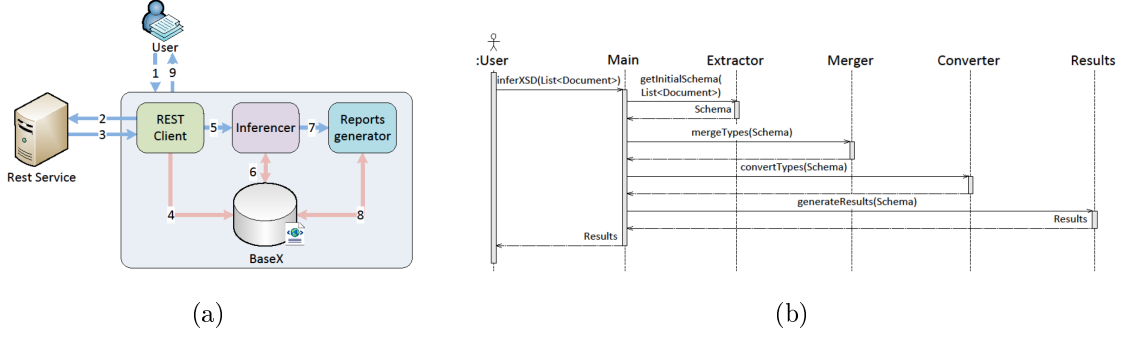 User
1
9
2
3
Rest Service
REST
Client
5
Inferencer
7
Reports
generator
6
4
8
BaseX
(a)
:User
Main
Extractor
Merger
Converter
Results
inferXSD(List<Document>)
getInitialSchema(
List<Document>)
Schema
mergeTypes(Schema)
convertTypes(Schema)
generateResults(Schema)
Results
Results
(b)